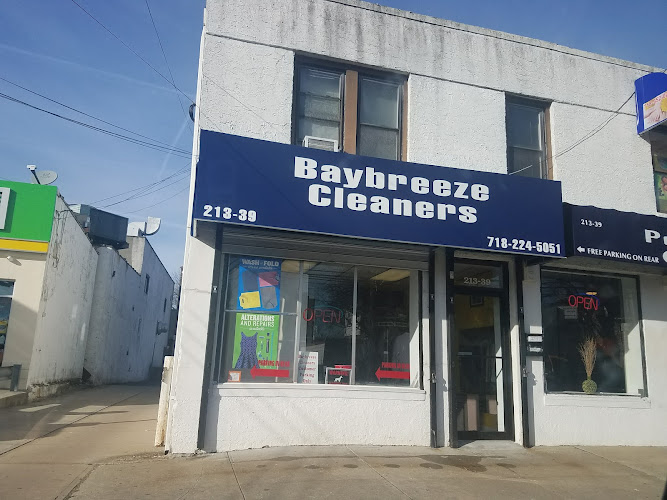 Baybreeze
Cleaners
213-39
718-224-5051
213-39
← FREE PARKING ON REAR
213-39
WASH - FOLD
OPEN
OPEN
ALTERATIONS
AND REPAIRS